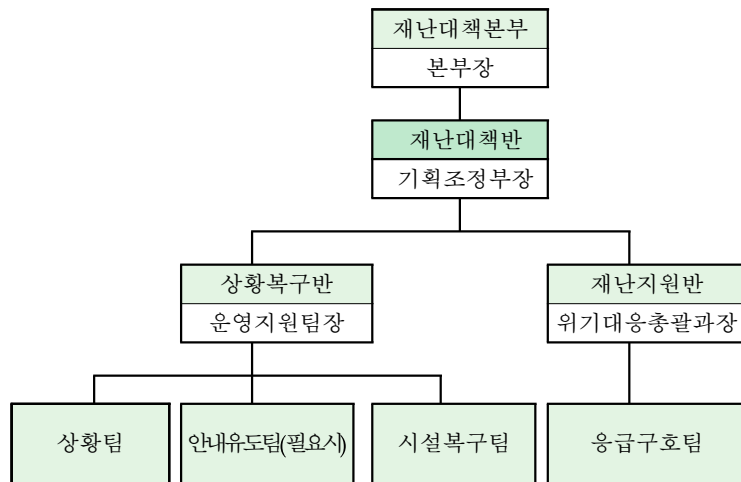 재난대책본부
본부장
재난대책반
기획조정부장
상황복구반
운영지원팀장
재난지원반
위기대응총괄과장
상황팀
안내유도팀(필요시)
시설복구팀
응급구호팀